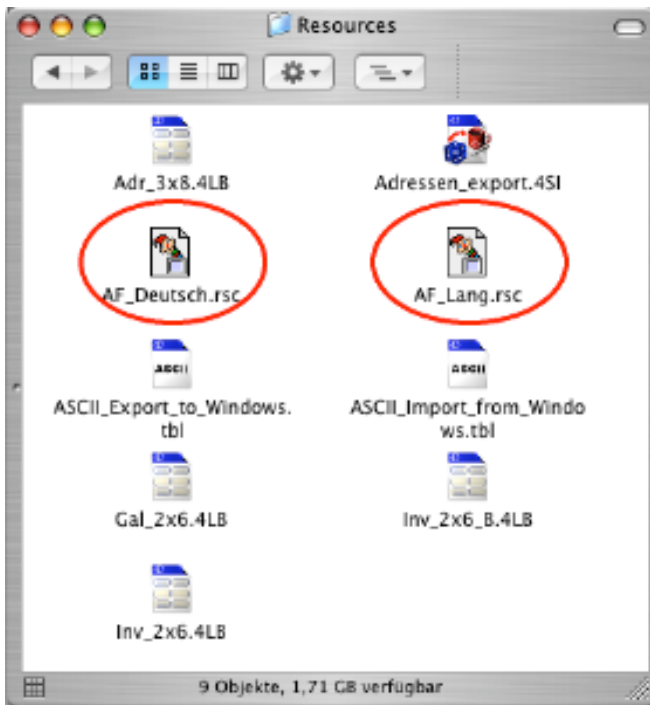 Resources
Adr_3x8.4LB
Adressen_export.4SI
AF_Deutsch.rsc
AF_Lang.rsc
ASCII
ASCII
ASCII_Export_to_Windows.
tbl
ASCII_Import_from_Windo
ws.tbl
Gal_2x6.4LB
Inv_2x6_B.4LB
Inv_2x6.4LB
9 Objekte, 1,71 GB verfügbar